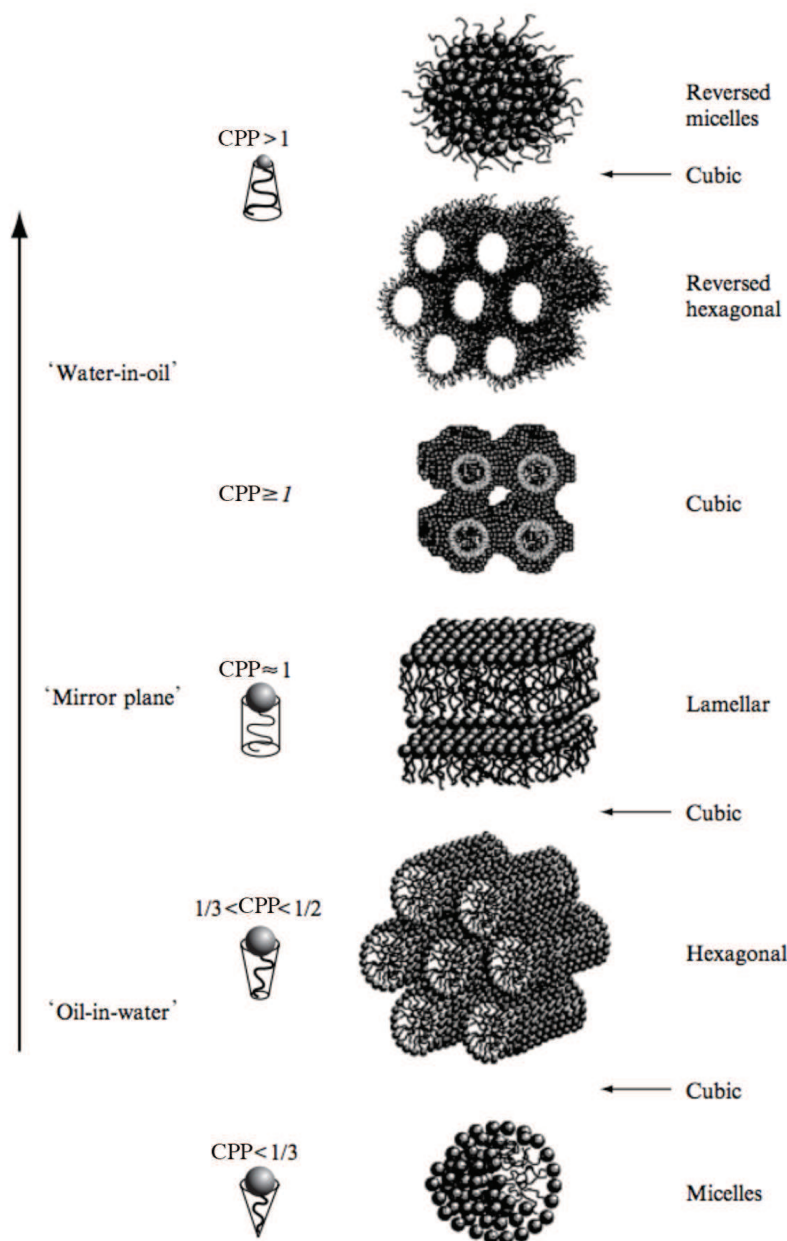 Reversed
micelles
CPP > 1
Cubic
Reversed
hexagonal
'Water-in-oil'
CPP ≥ 1
Cubic
CPP ≈ 1
'Mirror plane'
Lamellar
Cubic
1/3 < CPP < 1/2
Hexagonal
'Oil-in-water'
Cubic
CPP < 1/3
Micelles